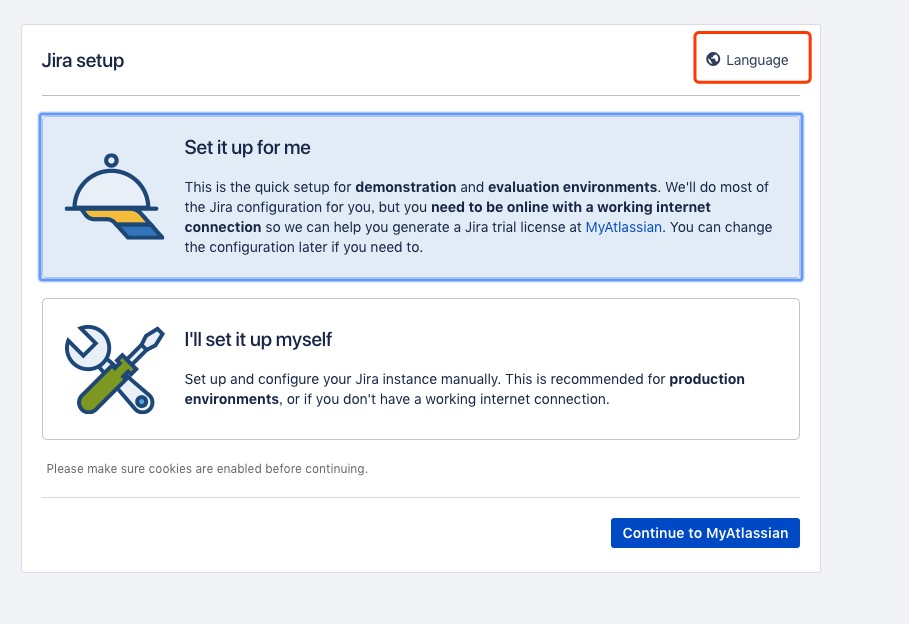 Jira setup
Language
Set it up for me
This is the quick setup for demonstration and evaluation environments. We'll do most of
the Jira configuration for you, but you need to be online with a working internet
connection so we can help you generate a Jira trial license at MyAtlassian. You can change
the configuration later if you need to.
I'll set it up myself
Set up and configure your Jira instance manually. This is recommended for production
environments, or if you don't have a working internet connection.
Please make sure cookies are enabled before continuing.
Continue to MyAtlassian